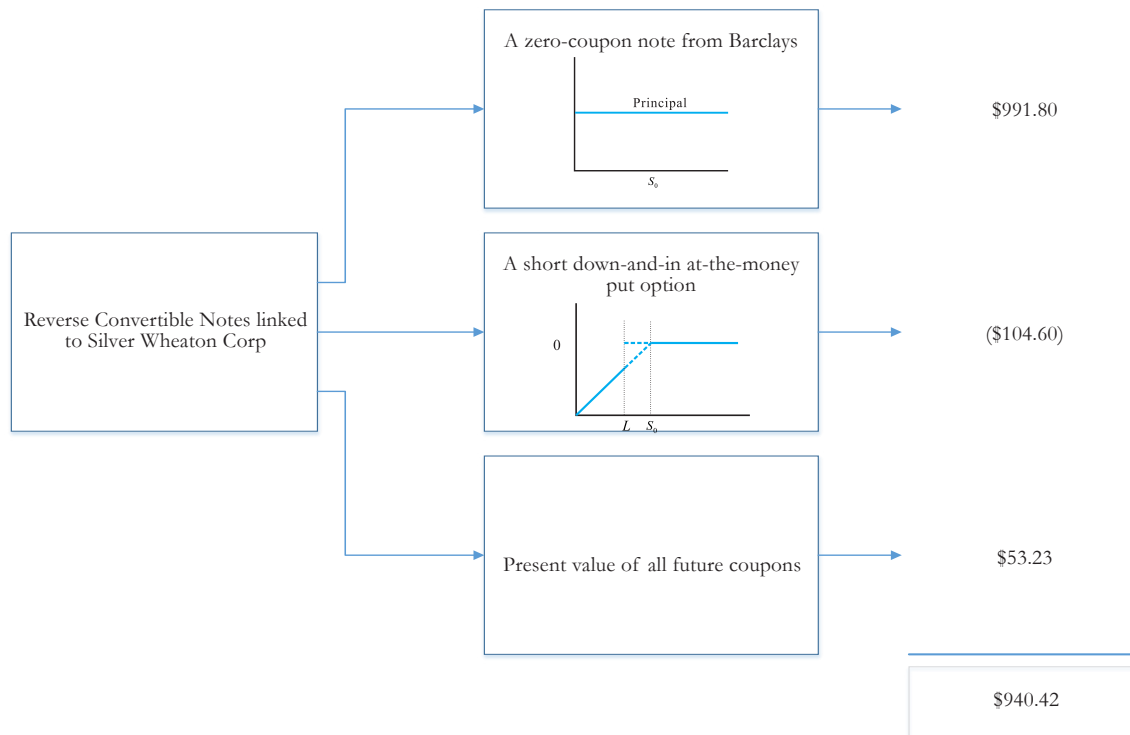 A zero-coupon note from Barclays
Principal
S0
$991.80
Reverse Convertible Notes linked
to Silver Wheaton Corp
A short down-and-in at-the-money
put option
0
L
S0
($104.60)
Present value of all future coupons
$53.23
$940.42